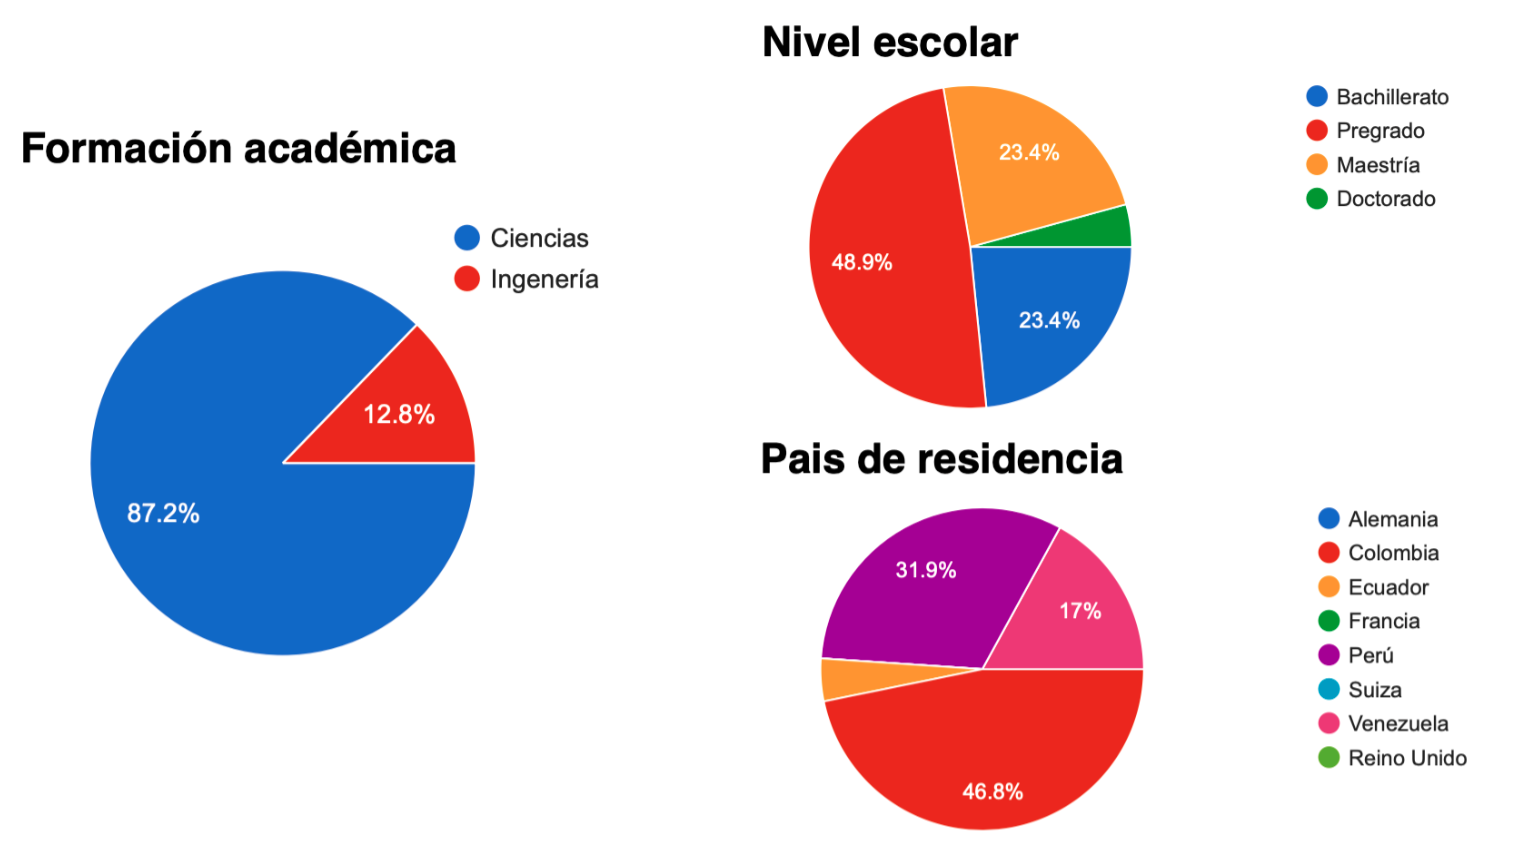 Formación académica
Ciencias
Ingenería
12.8%
87.2%
Nivel escolar
Bachillerato
Pregrado
Maestría
Doctorado
23.4%
48.9%
23.4%
Pais de residencia
Alemania
Colombia
Ecuador
Francia
Perú
Suiza
Venezuela
Reino Unido
31.9%
17%
46.8%